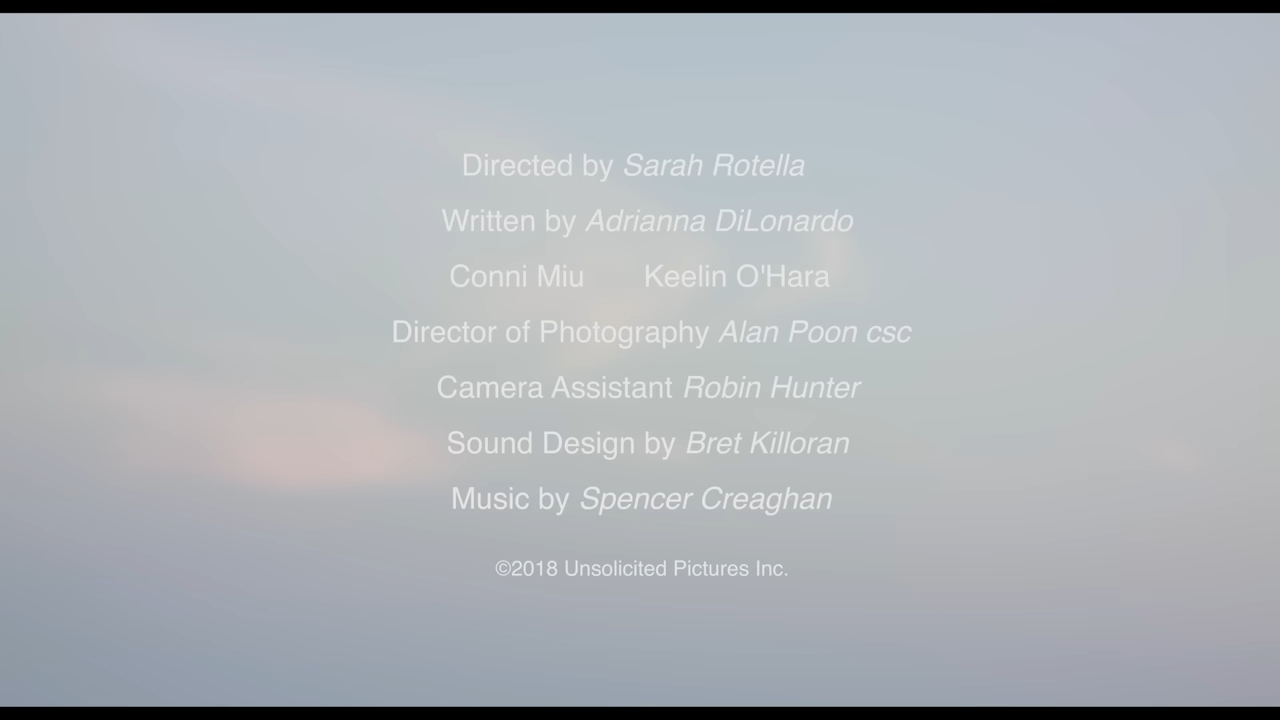 Directed by Sarah Rotella
Written by Adrianna DiLonardo
Conni Miu Keelin O'Hara
Director of Photography Alan Poon csc
Camera Assistant Robin Hunter
Sound Design by Bret Killoran
Music by Spencer Creaghan
©2018 Unsolicited Pictures Inc.